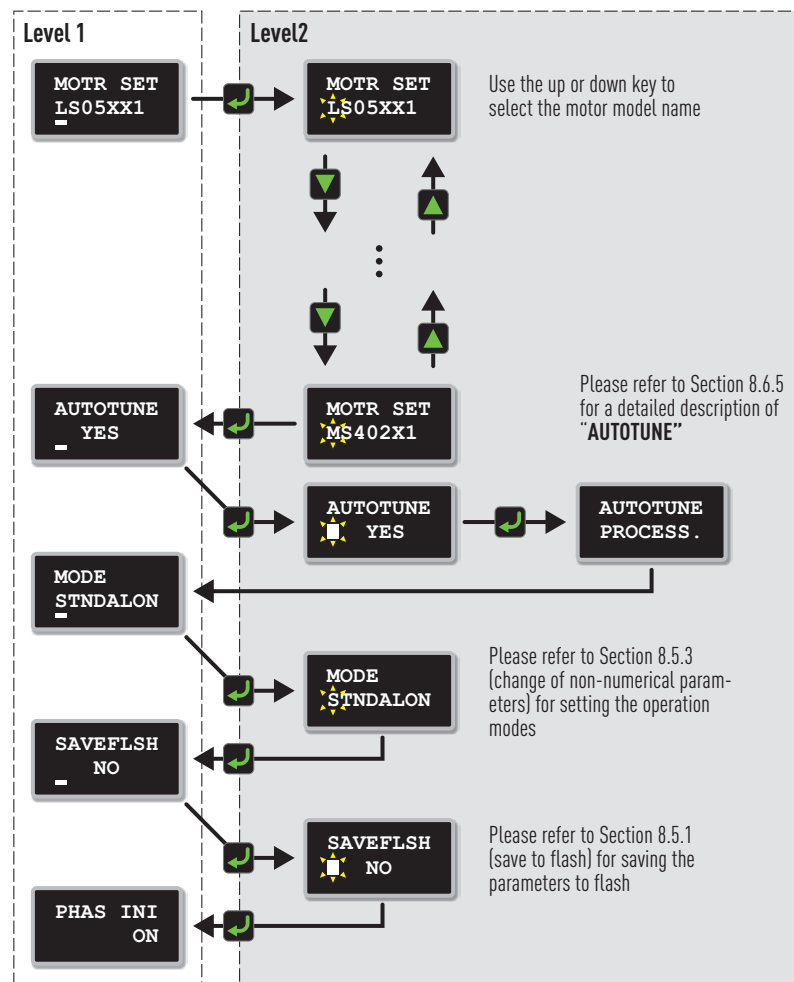 Level 1
Level2
MOTR SET
LS05XX1
MOTR SET
LS05XX1
Use the up or down key to
select the motor model name
AUTOTUNE
YES
MOTR SET
MS402X1
Please refer to Section 8.6.5
for a detailed description of
“AUTOTUNE”
AUTOTUNE
YES
AUTOTUNE
PROCESS.
MODE
STNDALON
MODE
STNDALON
Please refer to Section 8.5.3
(change of non-numerical param-
eters) for setting the operation
modes
SAVEFLSH
NO
SAVEFLSH
NO
Please refer to Section 8.5.1
(save to flash) for saving the
parameters to flash
PHAS INI
ON